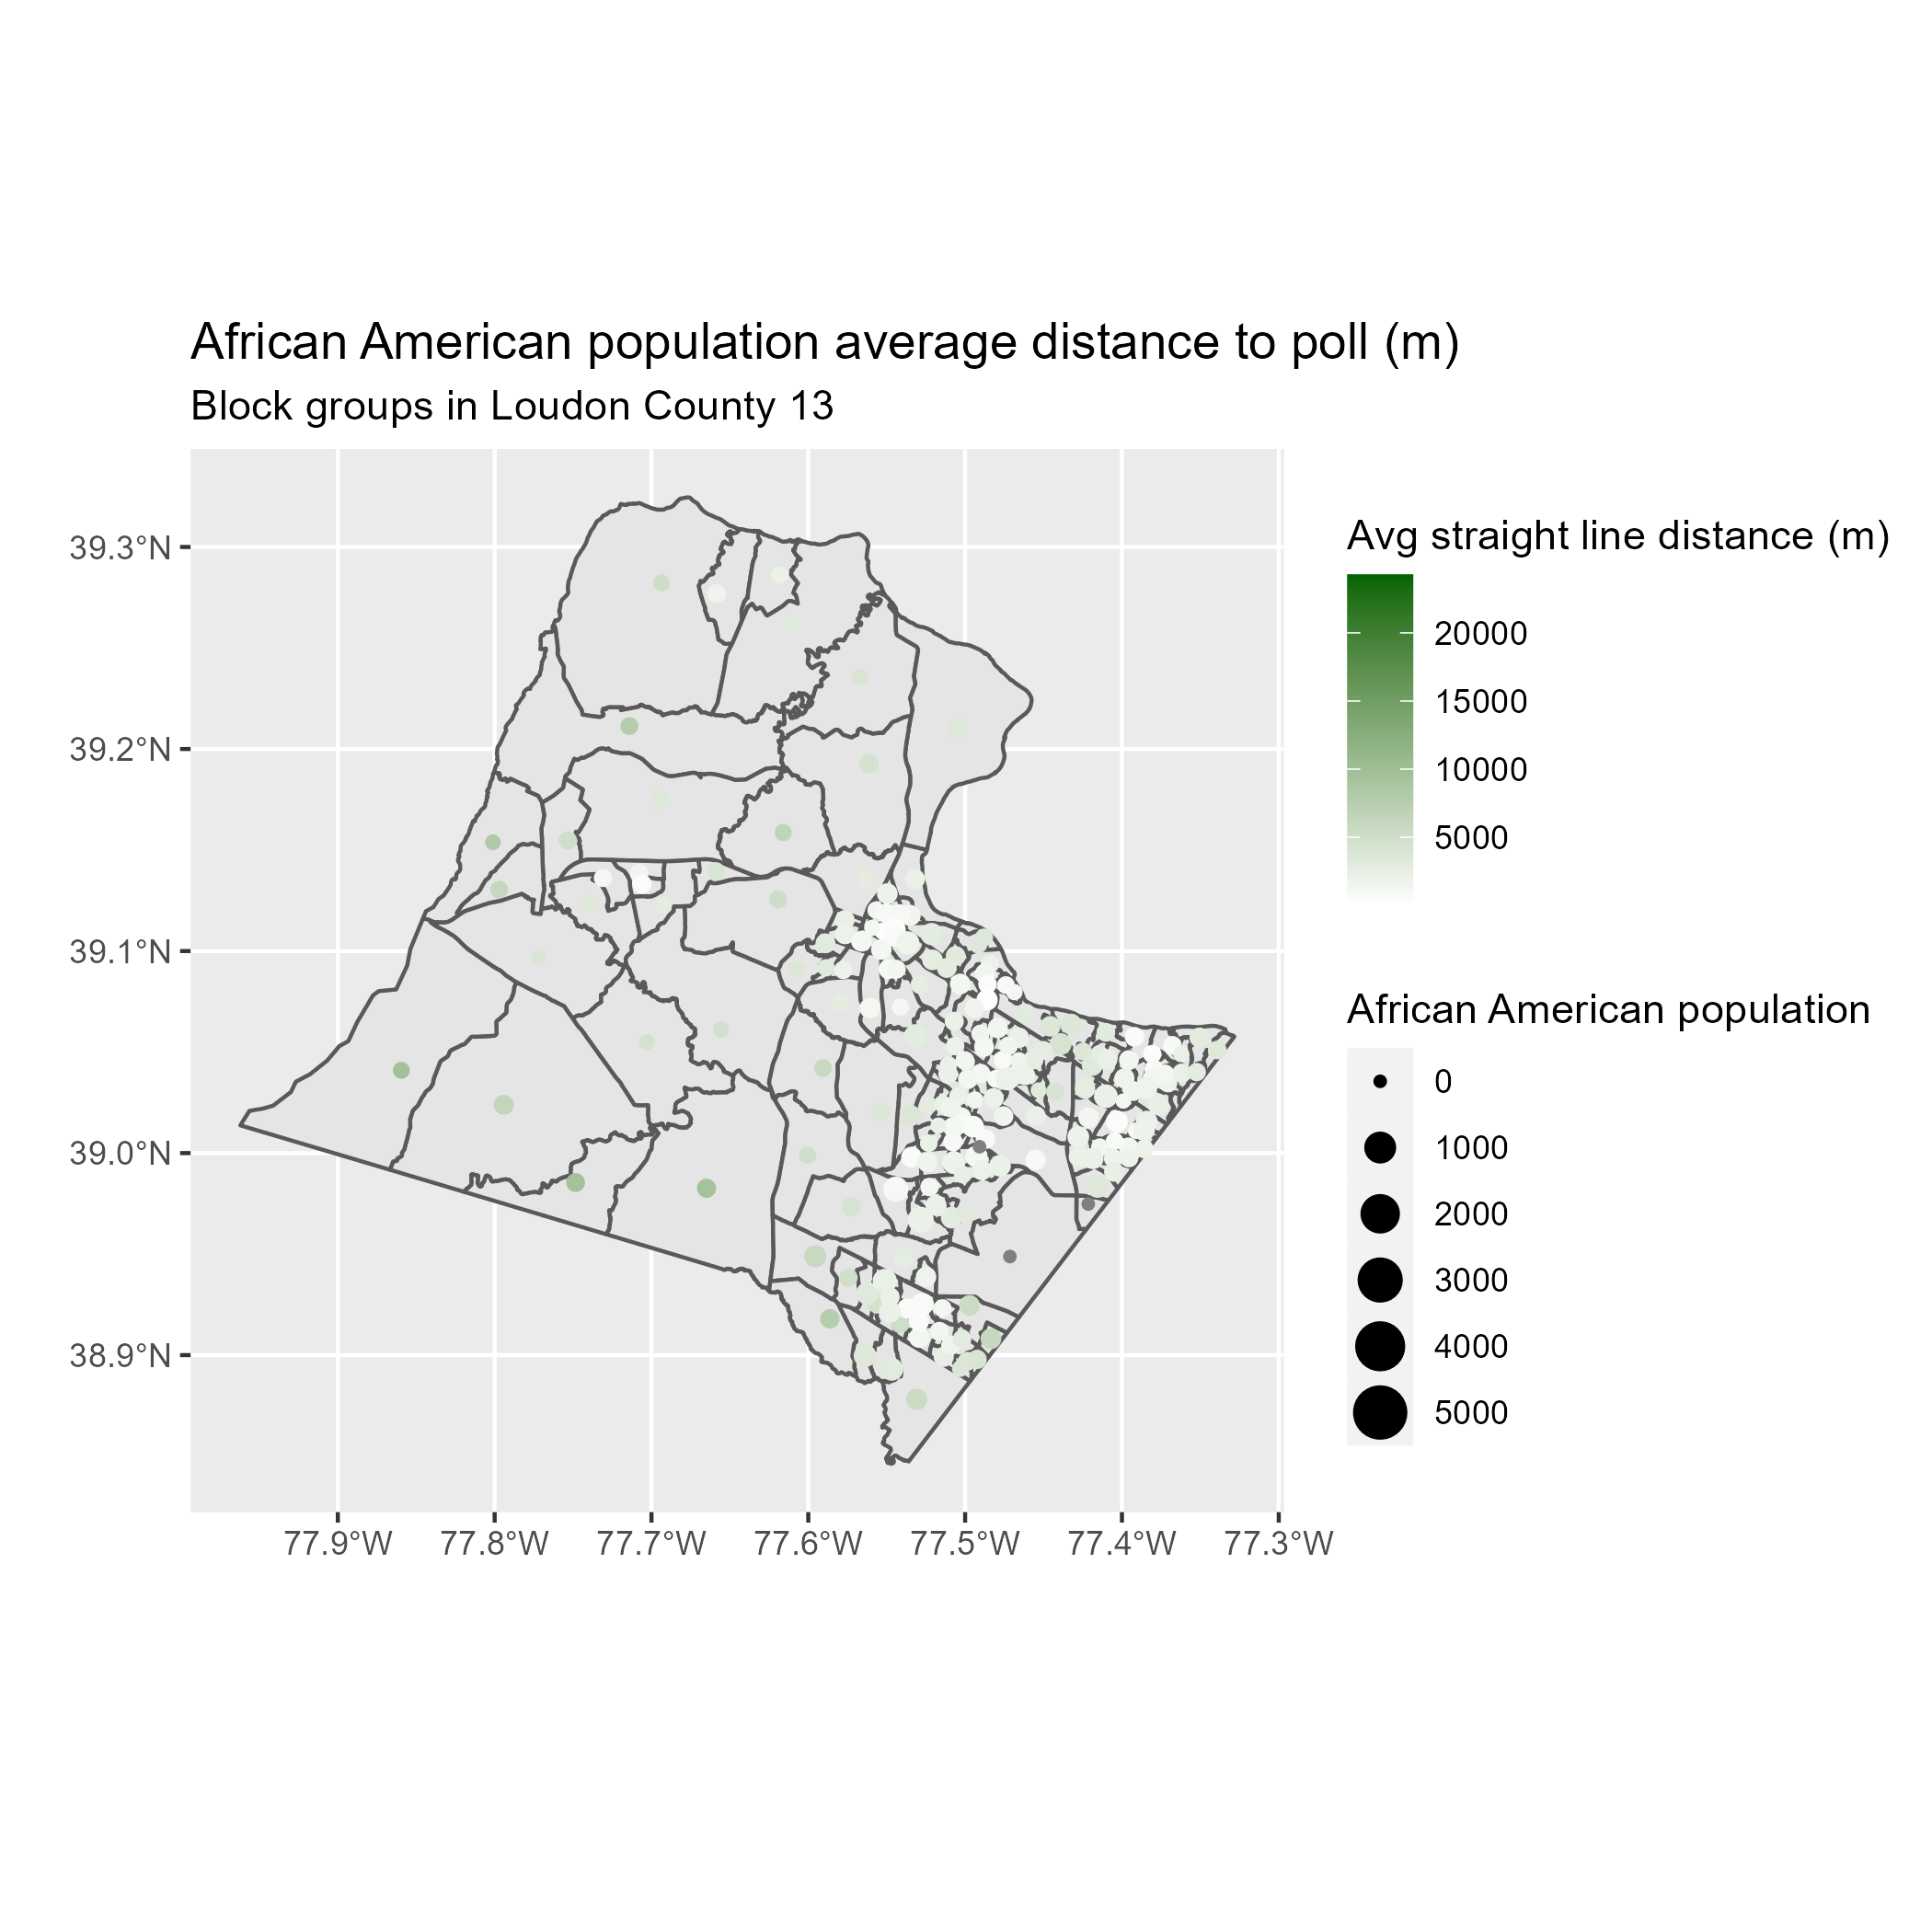 African American population average distance to poll (m)
Block groups in Loudon County 13
39.3°N
39.2°N
39.1°N
39.0°N
38.9°N
77.9°W 77.8°W 77.7°W 77.6°W 77.5°W 77.4°W 77.3°W
Avg straight line distance (m)
20000
15000
10000
5000
African American population
0
1000
2000
3000
4000
5000